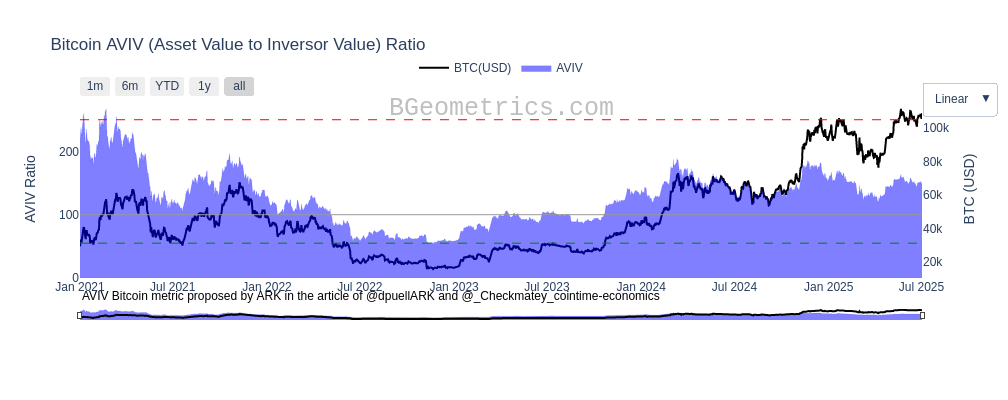 Bitcoin AVIV (Asset Value to Inversor Value) Ratio
BTC(USD) AVIV
1m 6m YTD 1y all
Linear ▼
BGeometrics.com
AVIV Ratio
200
100
0
BTC (USD)
100k
80k
60k
40k
20k
Jan 2021 Jul 2021 Jan 2022 Jul 2022 Jan 2023 Jul 2023 Jan 2024 Jul 2024 Jan 2025 Jul 2025
AVIV Bitcoin metric proposed by ARK in the article of @dpuellARK and @_Checkmatey_cointime-economics